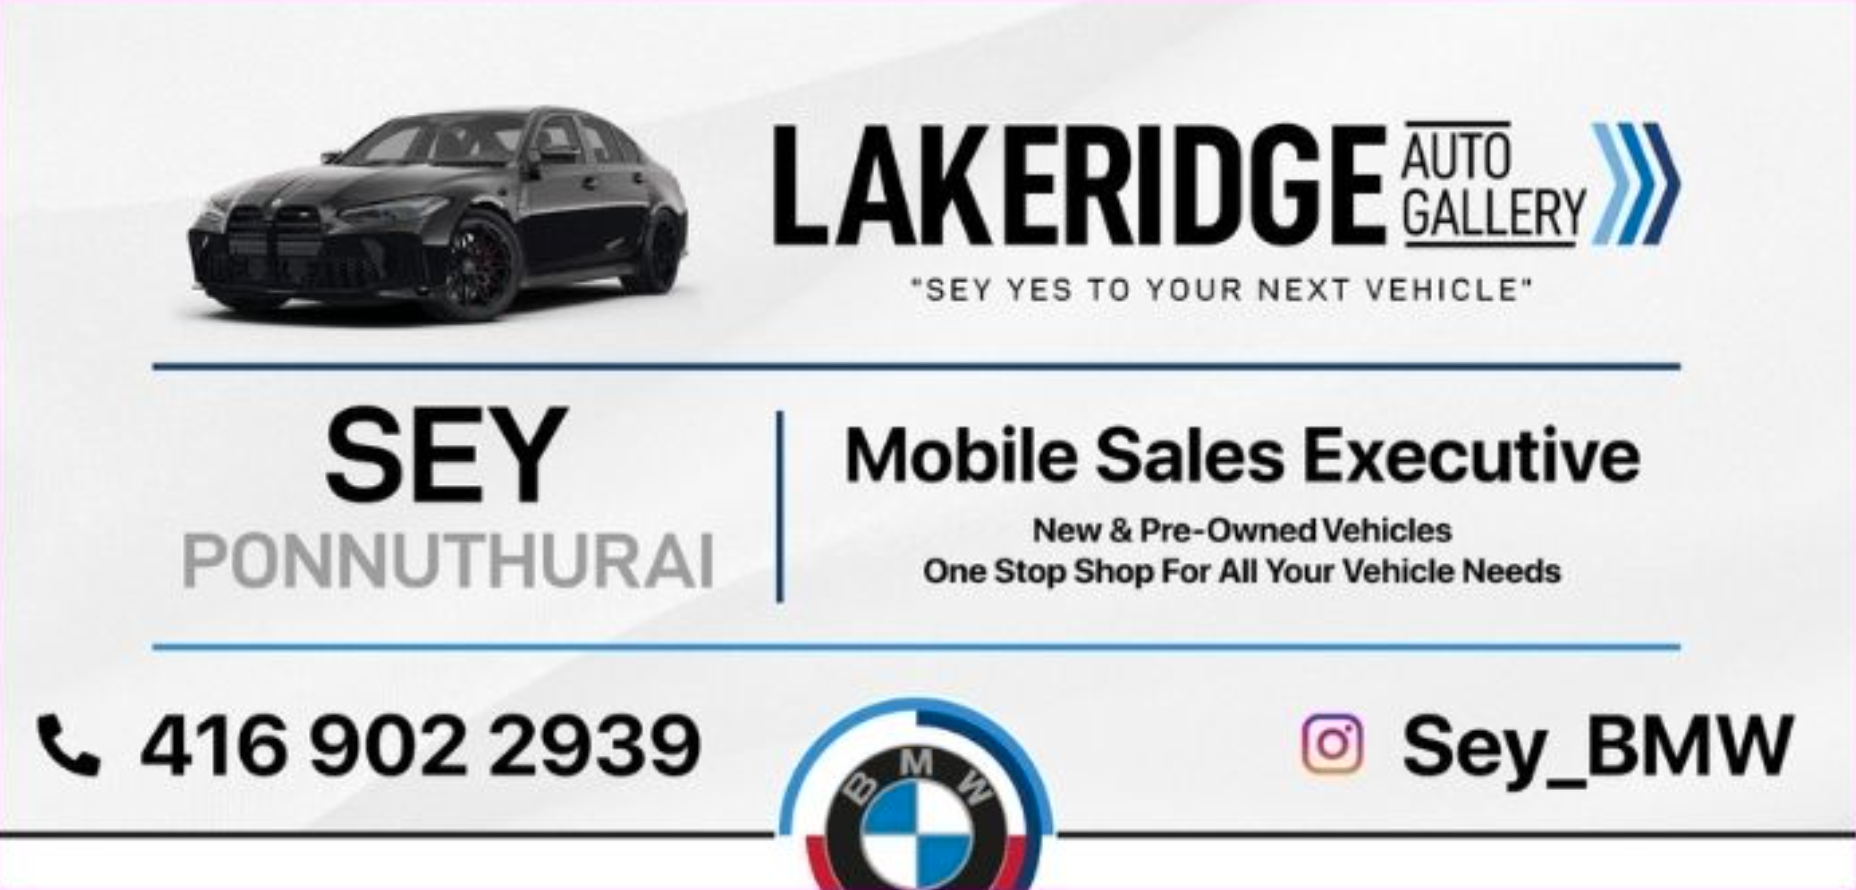 LAKERIDGE AUTO GALLERY
"SEY YES TO YOUR NEXT VEHICLE"
SEY
PONNUTHURAI
Mobile Sales Executive
New & Pre-Owned Vehicles
One Stop Shop For All Your Vehicle Needs
416 902 2939
BMW
Sey_BMW